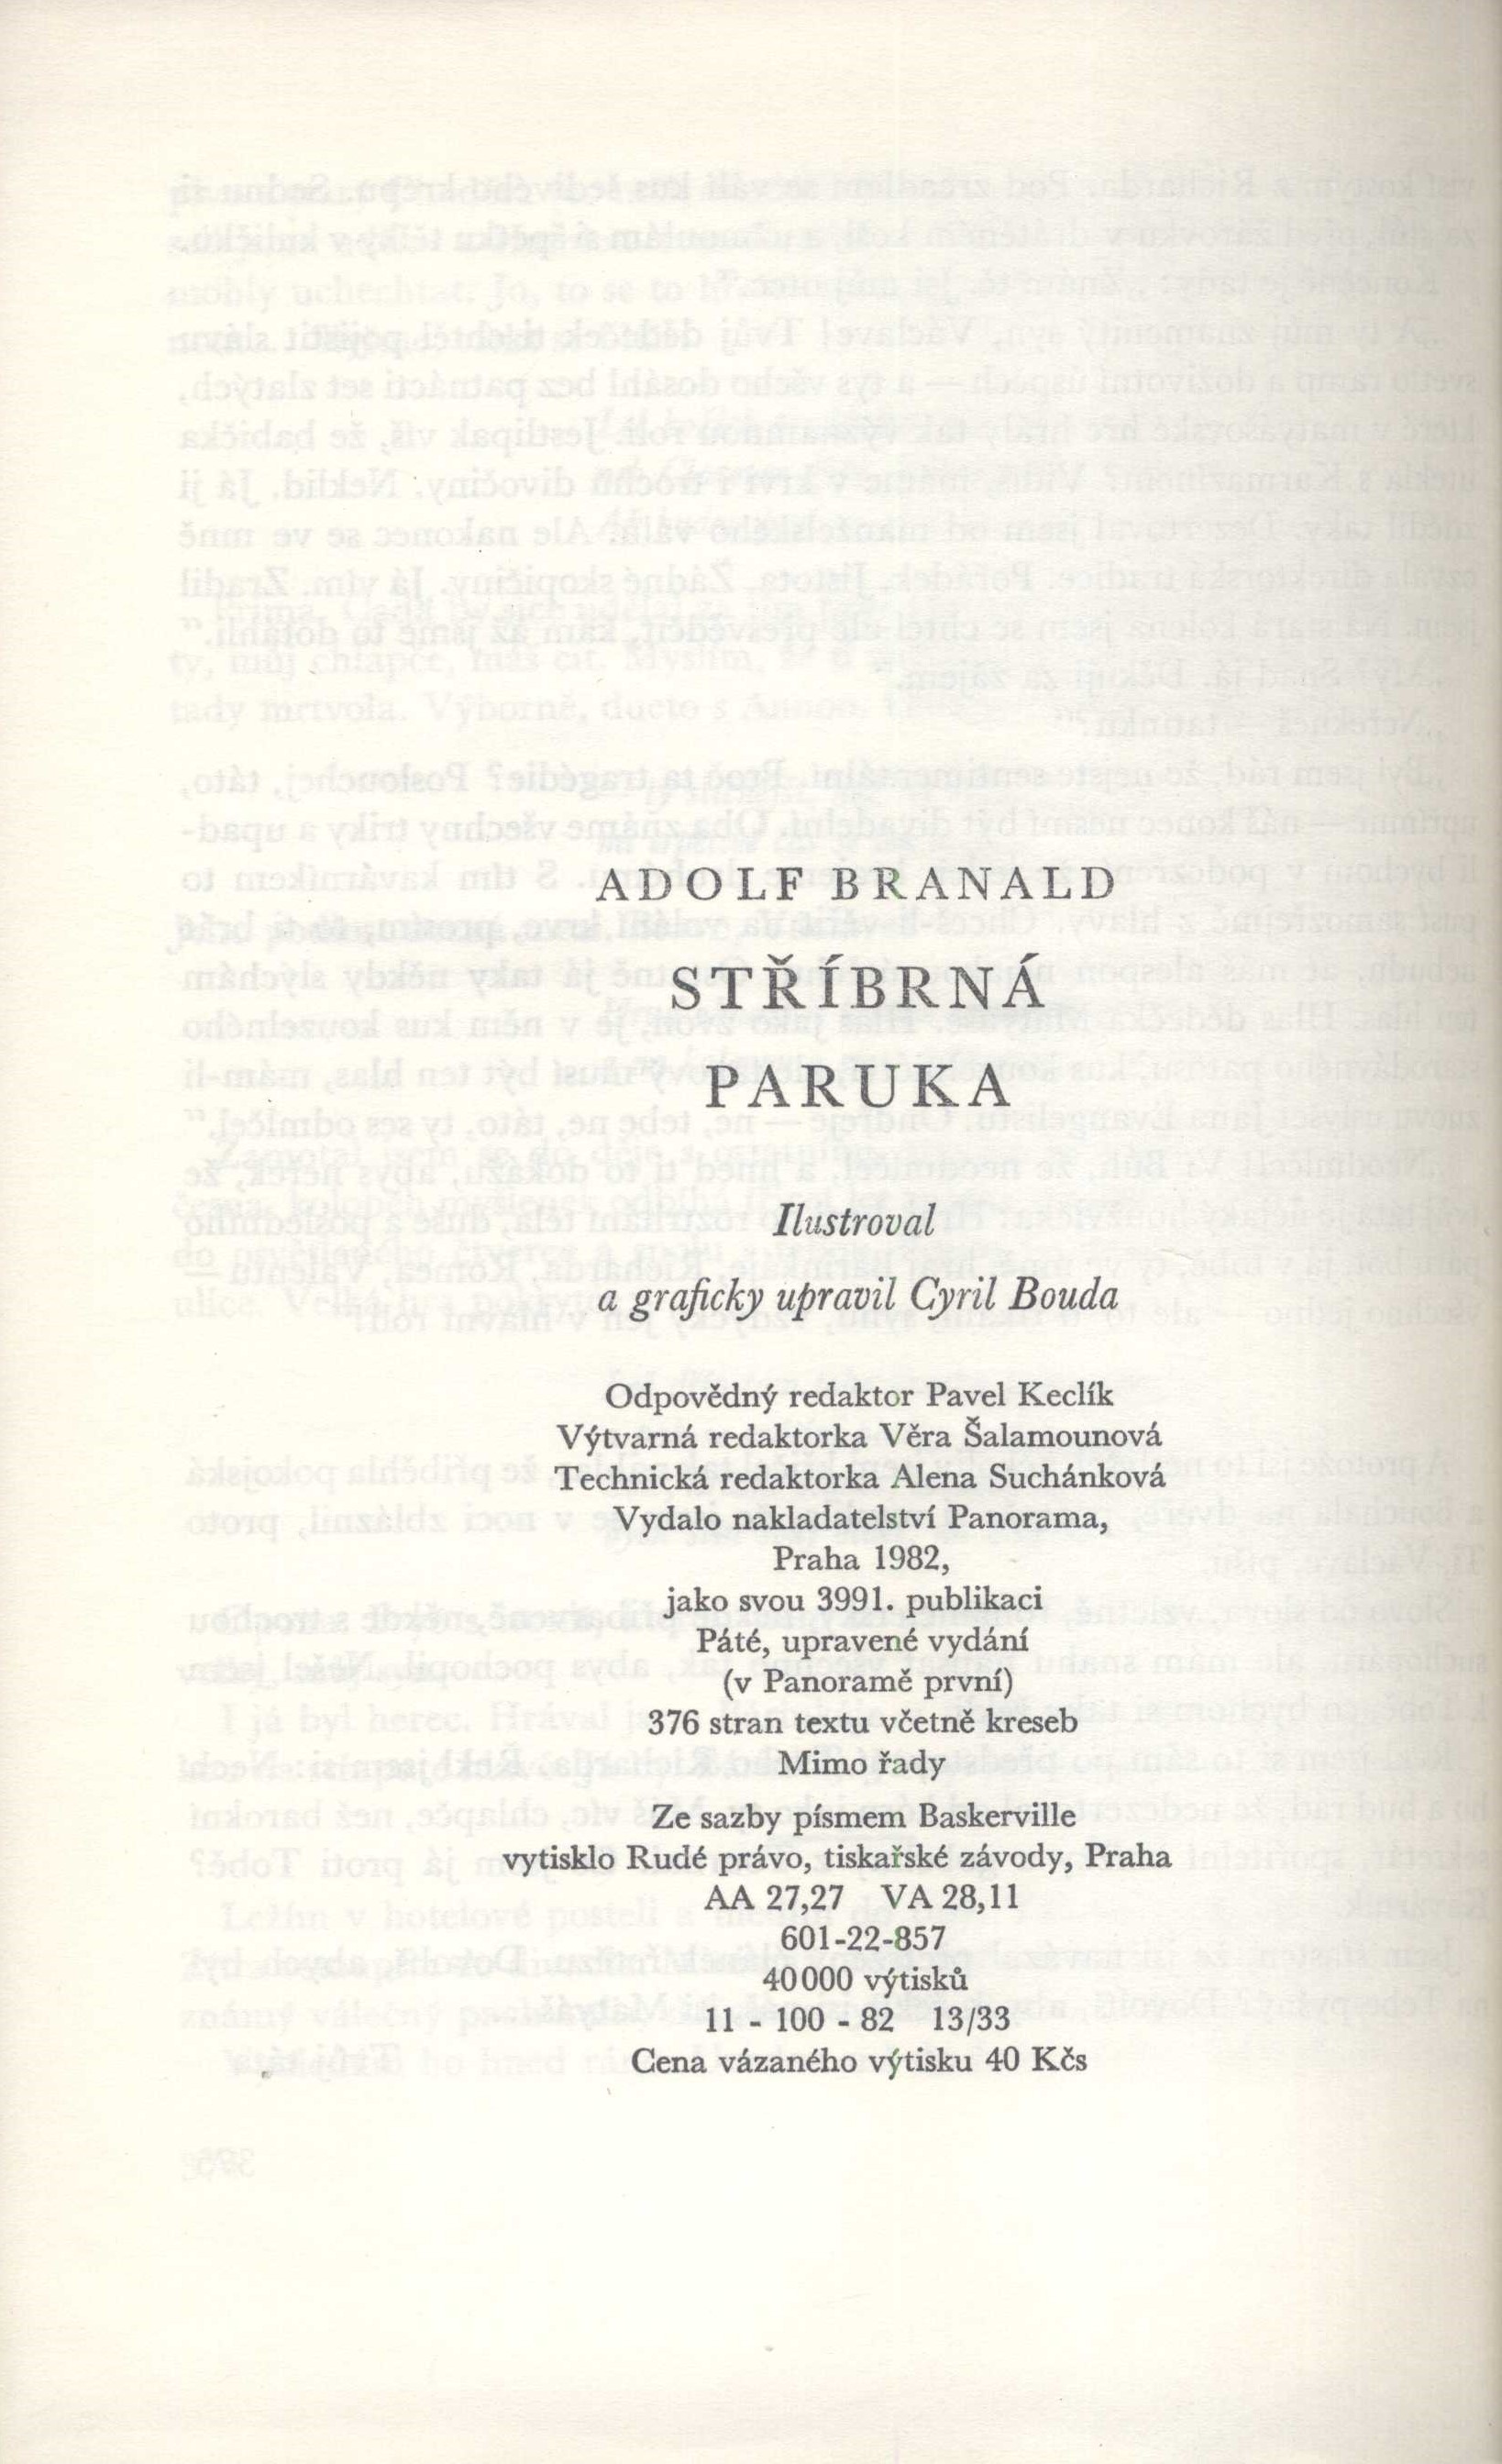 ADOLF BRANALD
STŘÍBRNÁ
PARUKA
Ilustroval
a graficky upravil Cyril Bouda
Odpovědný redaktor Pavel Keclík
Výtvarná redaktorka Věra Šalamounová
Technická redaktorka Alena Suchánková
Vydalo nakladatelství Panorama,
Praha 1982,
jako svou 3991. publikaci
Páté, upravené vydání
(v Panoramě první)
376 stran textu včetně kreseb
Mimo řady
Ze sazby písmem Baskerville
vytisklo Rudé právo, tiskařské závody, Praha
AA 27,27 VA 28,11
601-22-857
40000 výtisků
11 - 100 - 82 13/33
Cena vázaného výtisku 40 Kčs